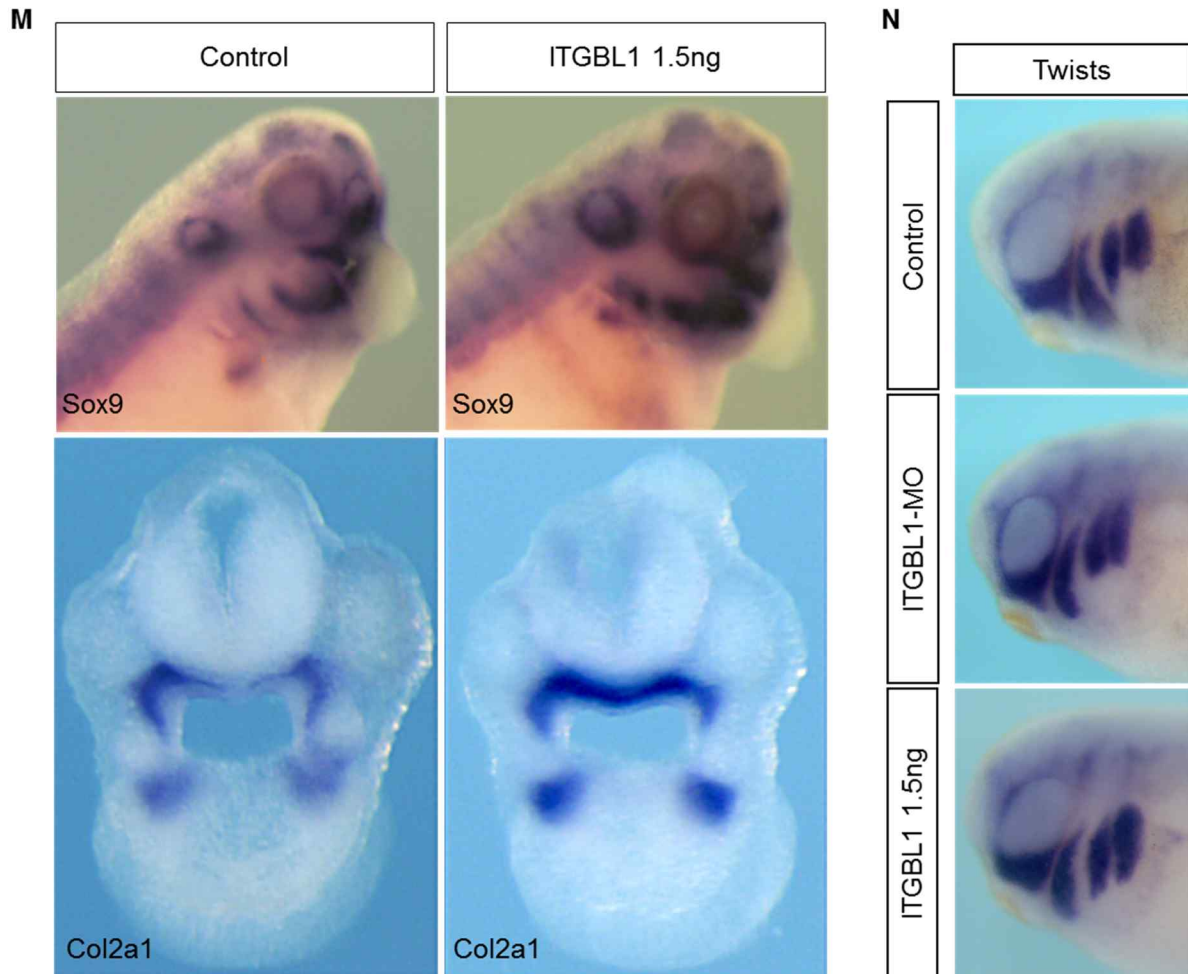 M
Control
ITGBL1 1.5ng
Sox9
Sox9
Col2a1
Col2a1
N
Twists
Control
ITGBL1-MO
ITGBL1 1.5ng